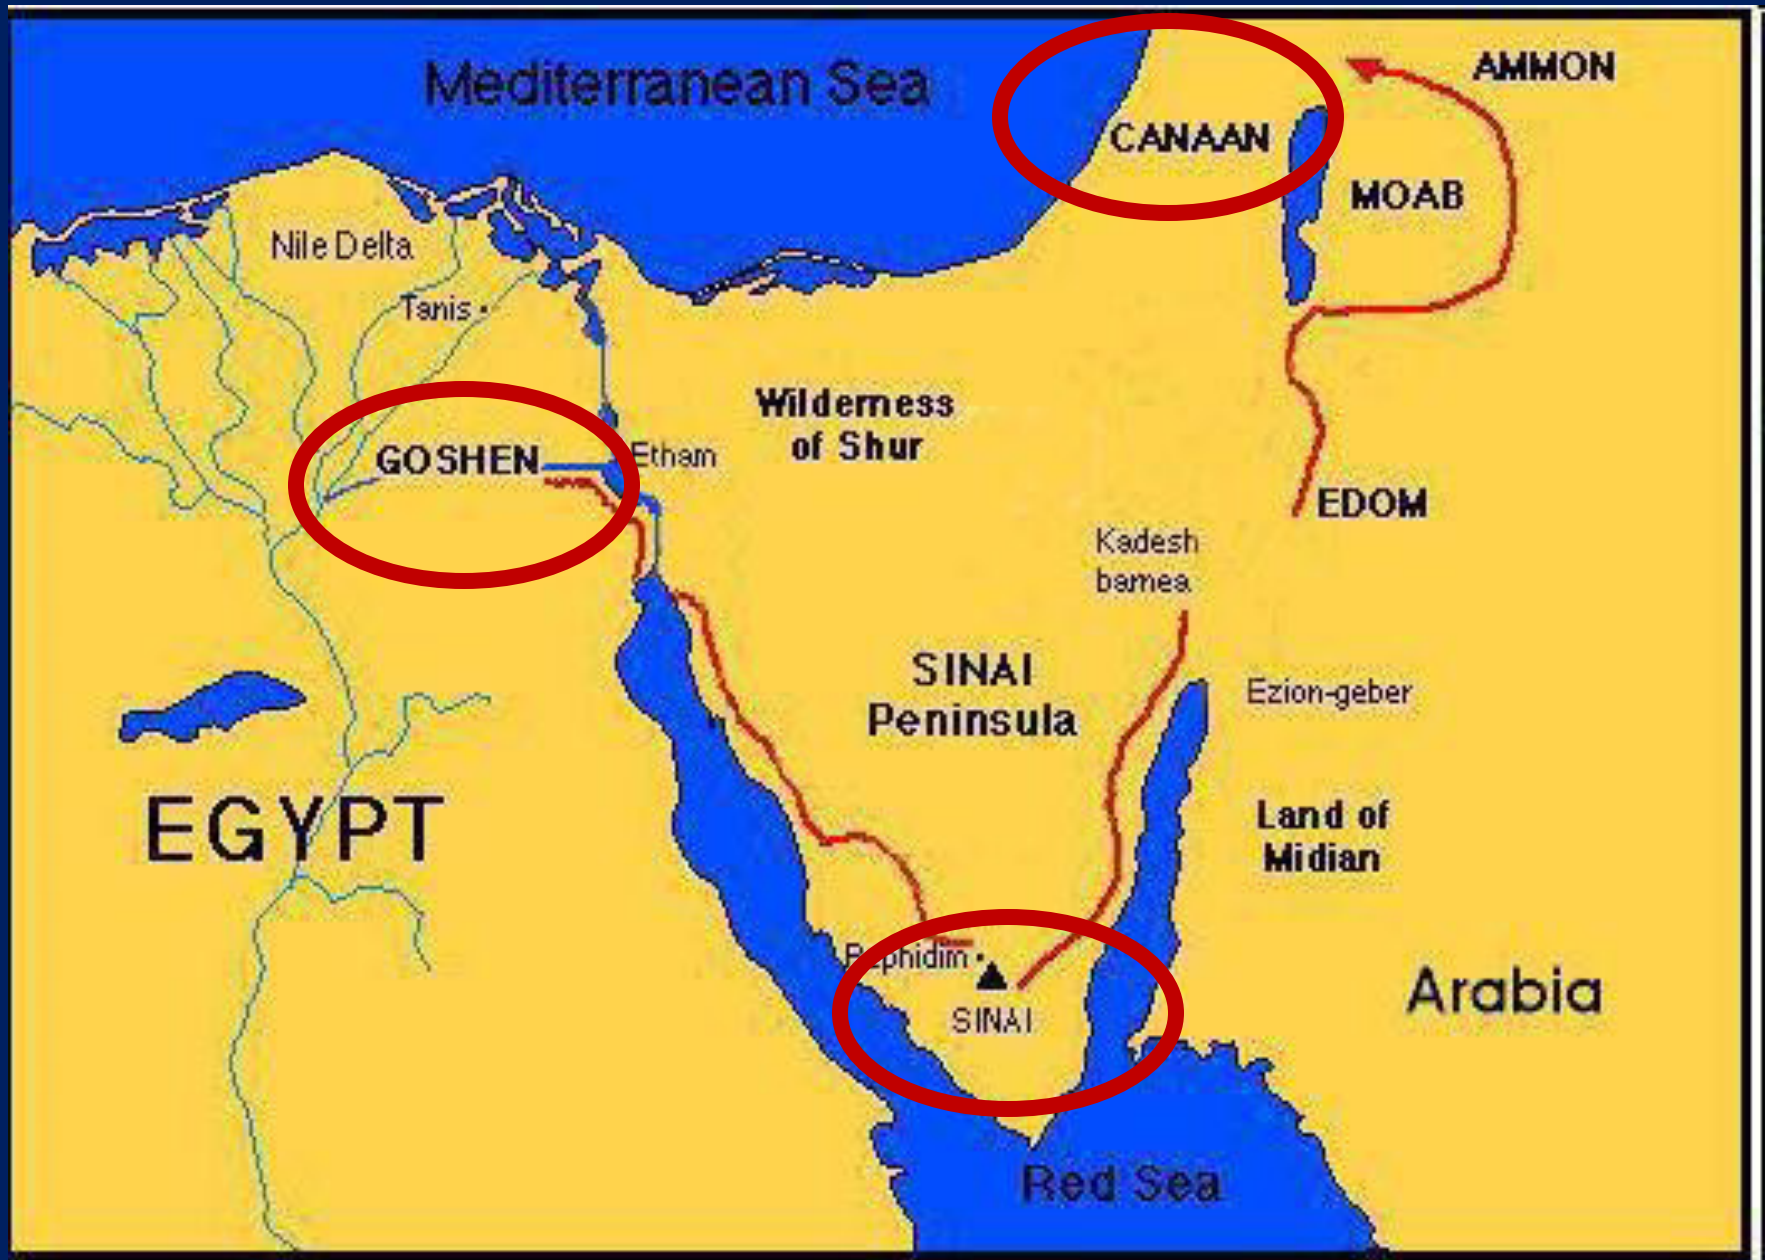 Mediterranean Sea
AMMON
CANAAN
MOAB
Nile Delta
Tanis
Wilderness
of Shur
GOSHEN
Etham
EDOM
Kadesh
barnea
SINAI
Peninsula
Ezion-geber
EGYPT
Land of
Midian
Rephidim
SINAI
Arabia
Red Sea